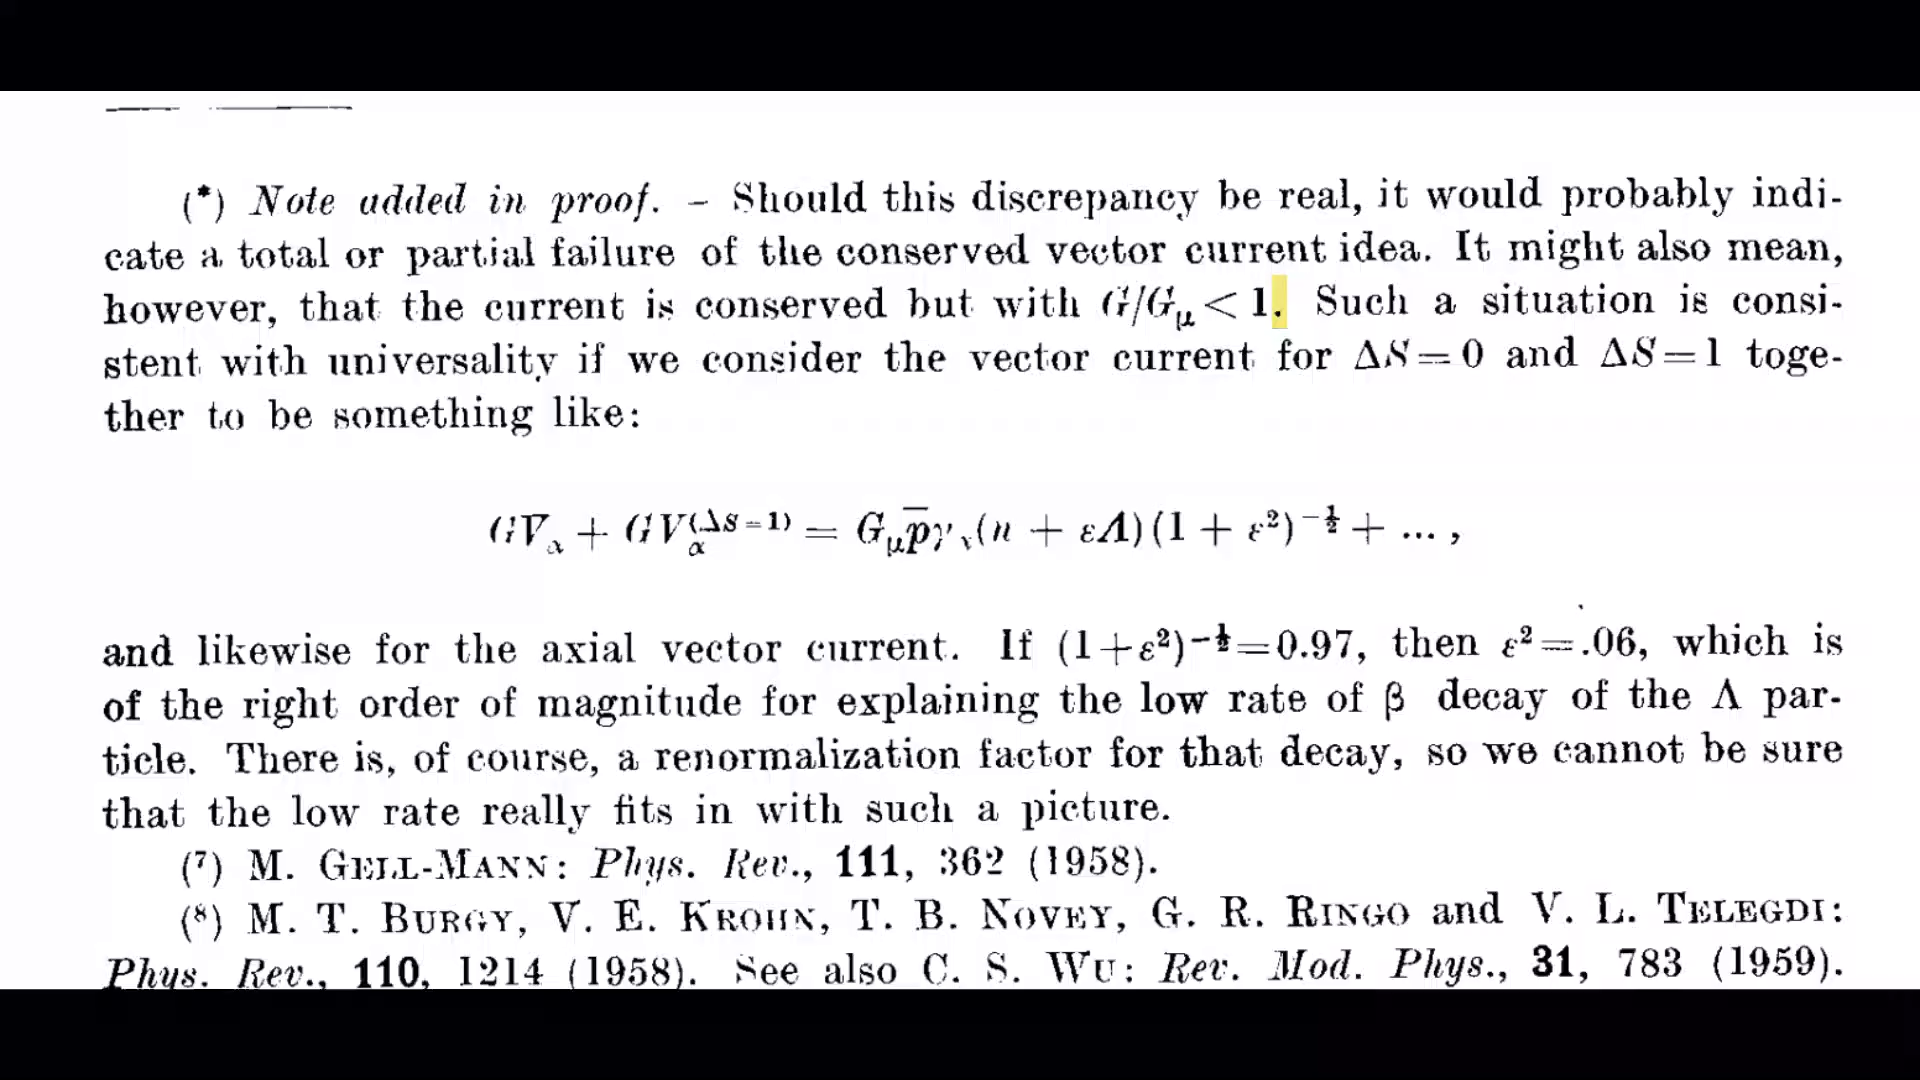 (*) Note added in proof. – Should this discrepancy be real, it would probably indi-
cate a total or partial failure of the conserved vector current idea. It might also mean,
however, that the current is conserved but with G/Gμ < 1. Such a situation is consi-
stent with universality if we consider the vector current for ΔS = 0 and ΔS = 1 toge-
ther to be something like:
GVα + GVα(ΔS=1) = Gμp̄γα(n + εΛ)(1 + ε²)^−½ + ... ,
and likewise for the axial vector current. If (1+ε²)^−½ = 0.97, then ε² = .06, which is
of the right order of magnitude for explaining the low rate of β decay of the Λ par-
ticle. There is, of course, a renormalization factor for that decay, so we cannot be sure
that the low rate really fits in with such a picture.
(⁷) M. GELL-MANN: Phys. Rev., 111, 362 (1958).
(⁸) M. T. BURGY, V. E. KROHN, T. B. NOVEY, G. R. RINGO and V. L. TELEGDI:
Phys. Rev., 110, 1214 (1958). See also C. S. WU: Rev. Mod. Phys., 31, 783 (1959).